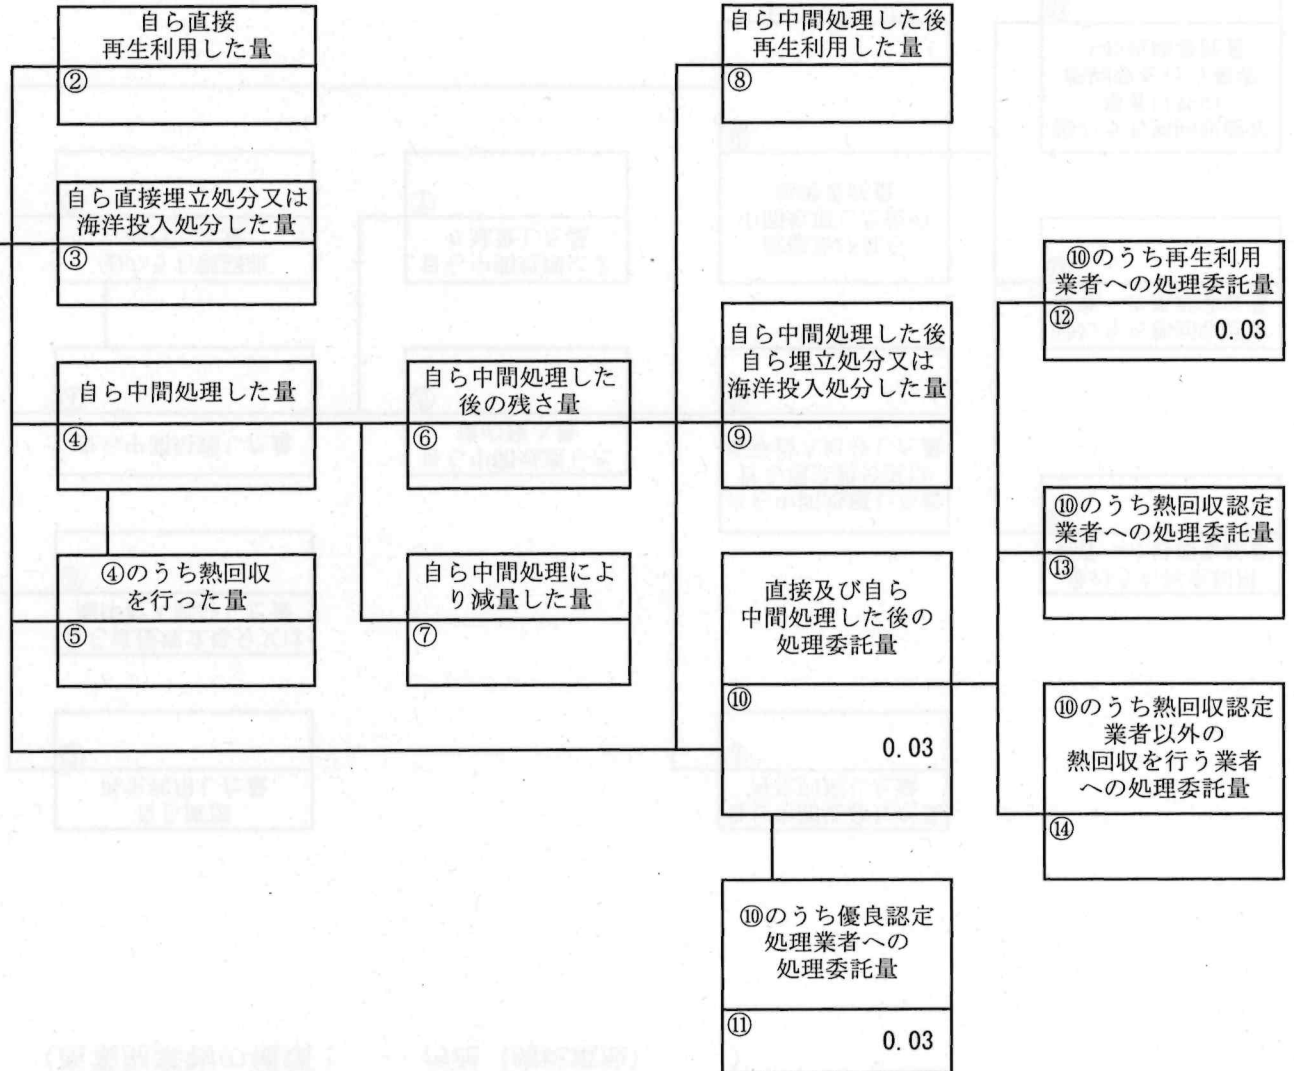 自ら直接
再生利用した量
②
自ら直接埋立処分又は
海洋投入処分した量
③
自ら中間処理した量
④
④のうち熱回収
を行った量
⑤
自ら中間処理した
後の残さ量
⑥
自ら中間処理によ
り減量した量
⑦
自ら中間処理した後
再生利用した量
⑧
自ら中間処理した後
自ら埋立処分又は
海洋投入処分した量
⑨
直接及び自ら
中間処理した後の
処理委託量
⑩
0.03
⑩のうち優良認定
処理業者への
処理委託量
⑪
0.03
⑩のうち再生利用
業者への処理委託量
⑫
0.03
⑩のうち熱回収認定
業者への処理委託量
⑬
⑩のうち熱回収認定
業者以外の
熱回収を行う業者
への処理委託量
⑭